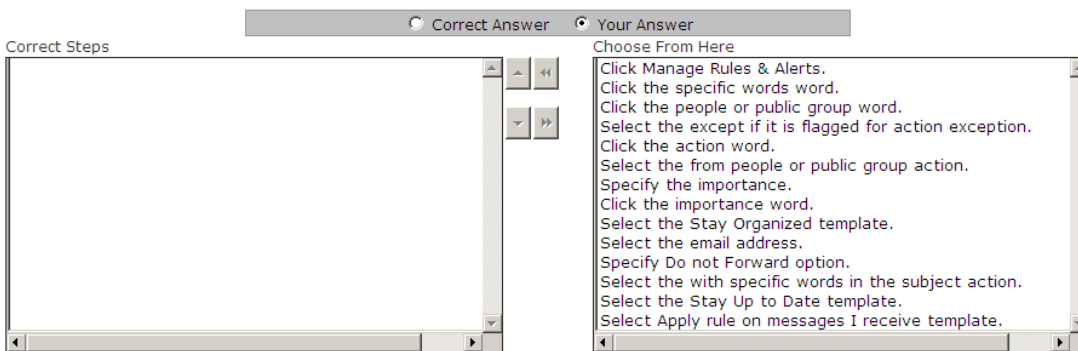 Correct Answer Your Answer
Correct Steps
Choose From Here
Click Manage Rules & Alerts.
Click the specific words word.
Click the people or public group word.
Select the except if it is flagged for action exception.
Click the action word.
Select the from people or public group action.
Specify the importance.
Click the importance word.
Select the Stay Organized template.
Select the email address.
Specify Do not Forward option.
Select the with specific words in the subject action.
Select the Stay Up to Date template.
Select Apply rule on messages I receive template.